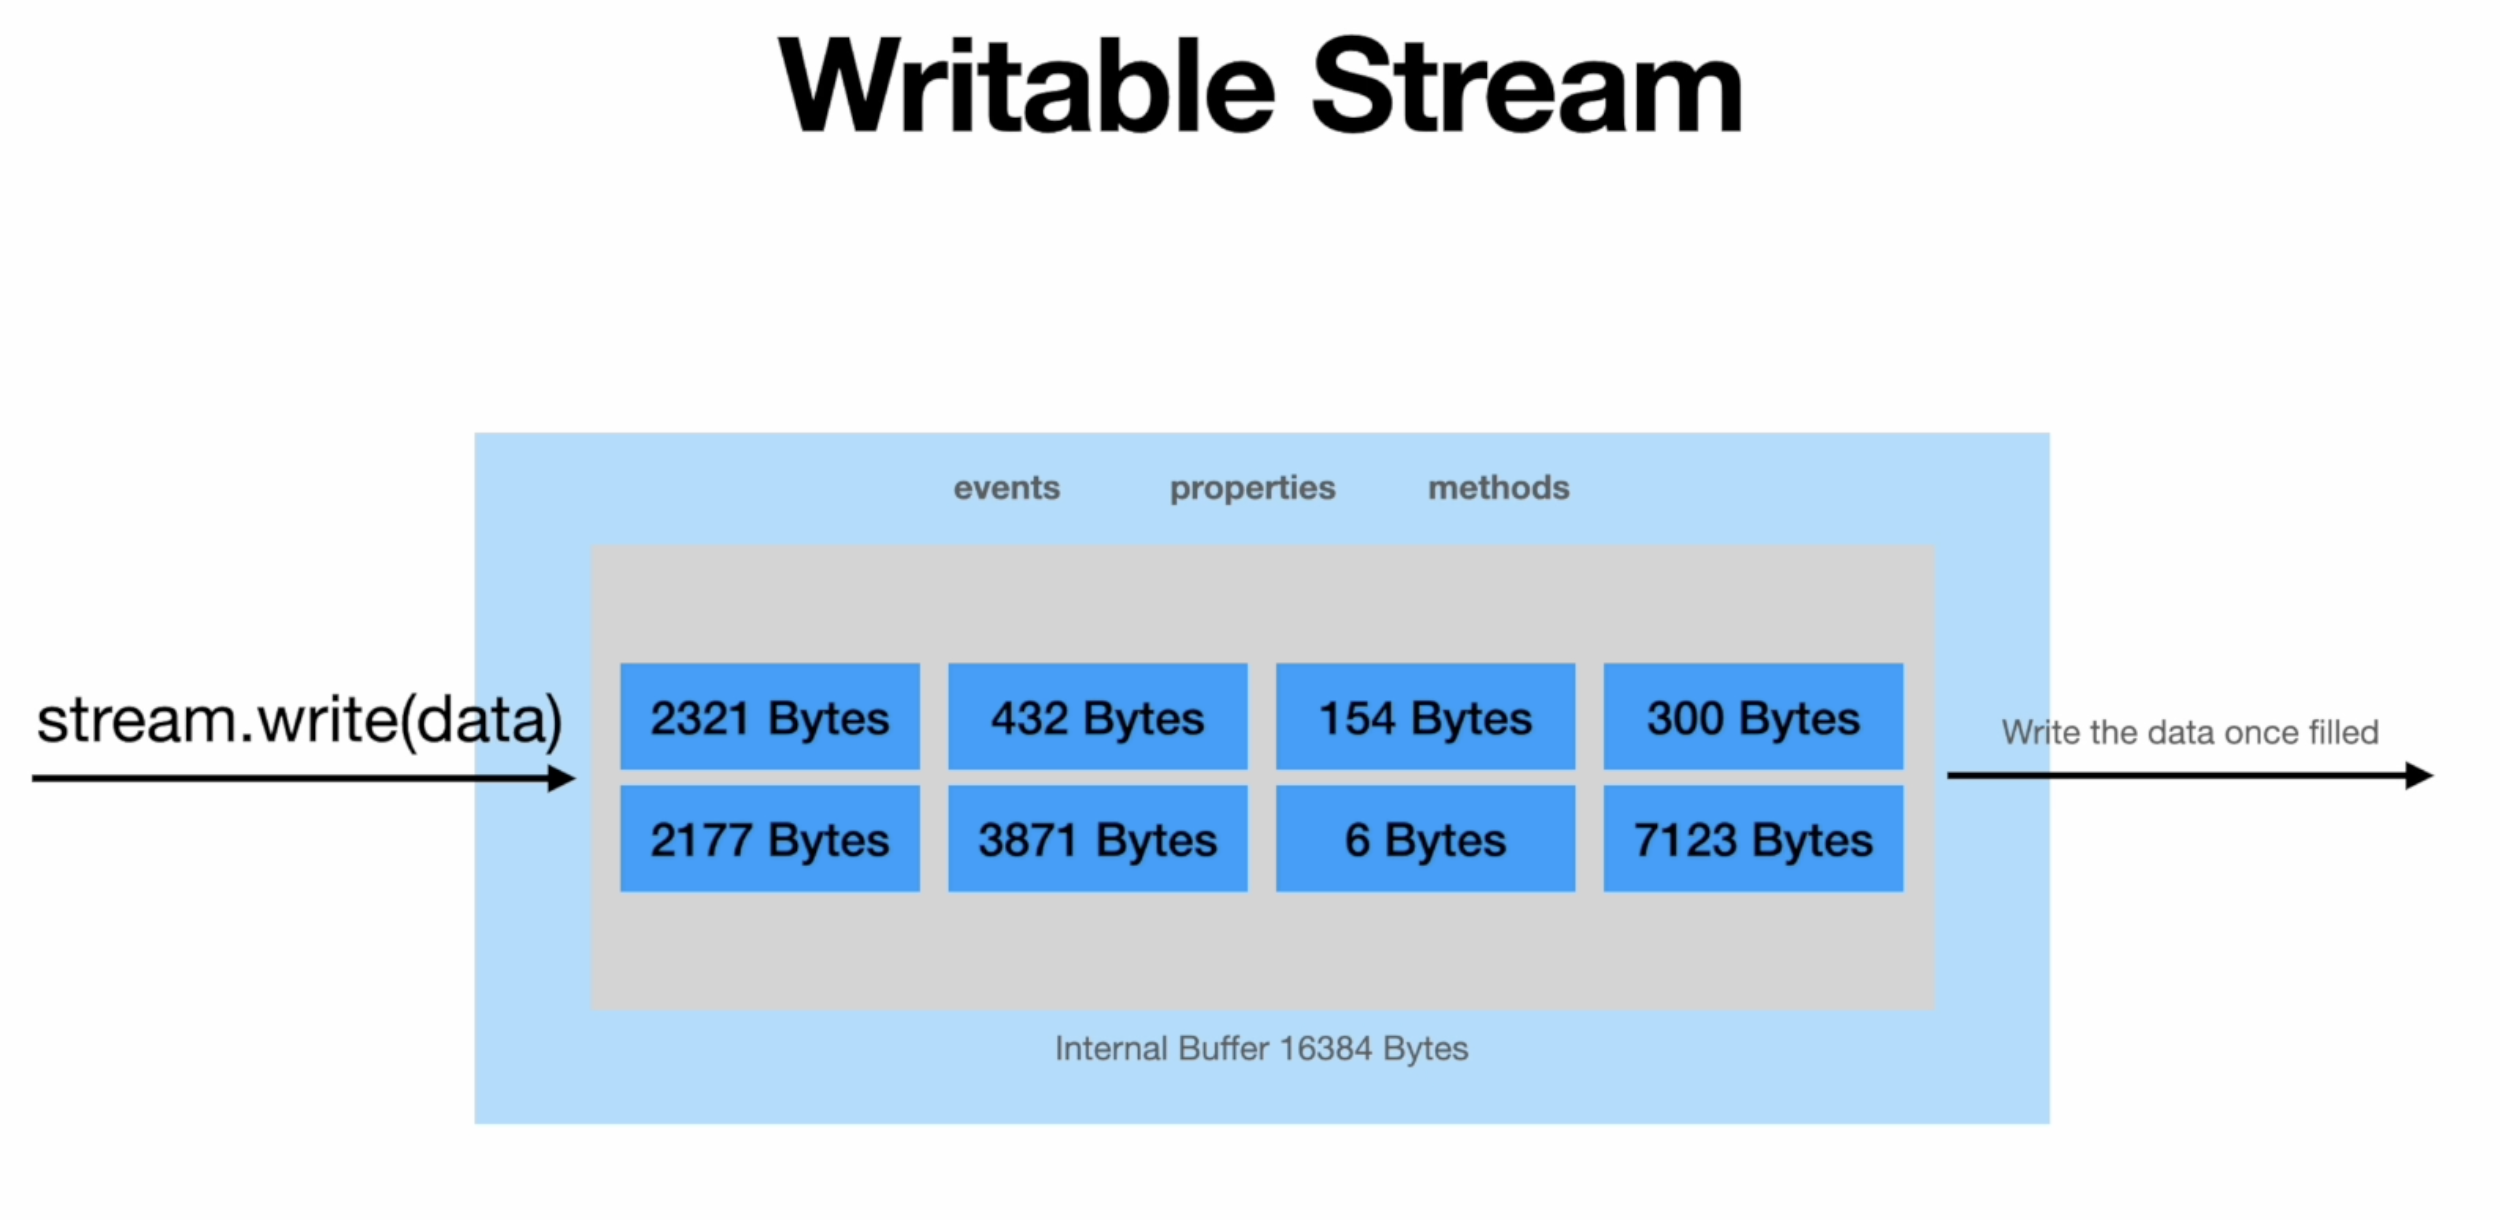 Writable Stream
events properties methods
stream.write(data)
2321 Bytes 432 Bytes 154 Bytes 300 Bytes
Write the data once filled
2177 Bytes 3871 Bytes 6 Bytes 7123 Bytes
Internal Buffer 16384 Bytes